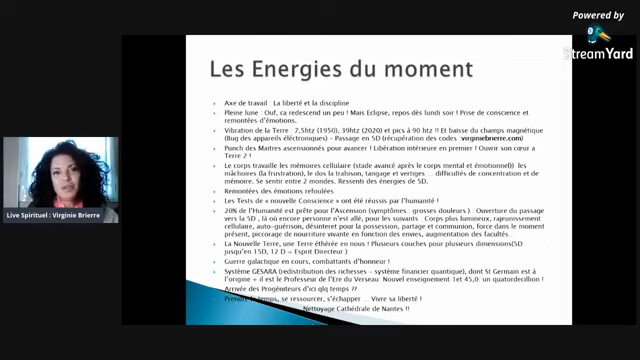 Powered by
StreamYard
Les Energies du moment
Axe de travail : La liberté et la discipline
Pleine lune : Ouf, ca redescend un peu ! Mais Eclipse, repos dès lundi soir ! Prise de conscience et
remontées d'émotions.
Vibration de la Terre : 7,5htz (1950), 39htz (2020) et pics à 90 htz !! Et baisse du champs magnétique
(Bug des appareils électroniques) – Passage en 5D (récupération des codes: virginiebrierre.com)
Punch des Maitres ascensionnés pour avancer ! Libération intérieure en premier ! Ouvrir son cœur a
Terre 2 !
Le corps travaille les mémoires cellulaire (stade avancé après le corps mental et émotionnel) les
mâchoires (la frustration), le dos la trahison, tangage et vertiges ... difficultés de concentration et de
mémoire. Se sentir entre 2 mondes. Ressenti des énergies de 5D.
Remontées des émotions refoulées
Les Tests de « nouvelle Conscience » ont été réussis par l'humanité !
20% de l'Humanité est prête pour l'Ascension (symptômes : grosses douleurs) : Ouverture du passage
vers la 5D , là où encore personne n'est allé, pour les suivants : Corps plus lumineux, rajeunissement
cellulaire, auto-guérison, désinteret pour la possession, partage et communion, force dans le moment
présent, piccorage de nourriture vivante en fonction des envies, augmentation des facultés..
La Nouvelle Terre, une Terre éthérée en nous ! Plusieurs couches pour plusieurs dimensions(5D
jusqu'en 15D, 12 D = Esprit Directeur )
Guerre galactique en cours, combattants d'honneur !
Système GESARA (redistribution des richesses – système financier quantique), dont St Germain est à
l'origine + il est le Professeur de l'Ere du Verseau: Nouvel enseignement 1et 45,0: un quatordecillion !
Arrivée des Progéniteurs d'ici qlq temps ??
Prendre le temps, se ressourcer, s'échapper ... Vivre sa liberté !
Nettoyage Cathédrale de Nantes !!
Live Spirituel : Virginie Brierre